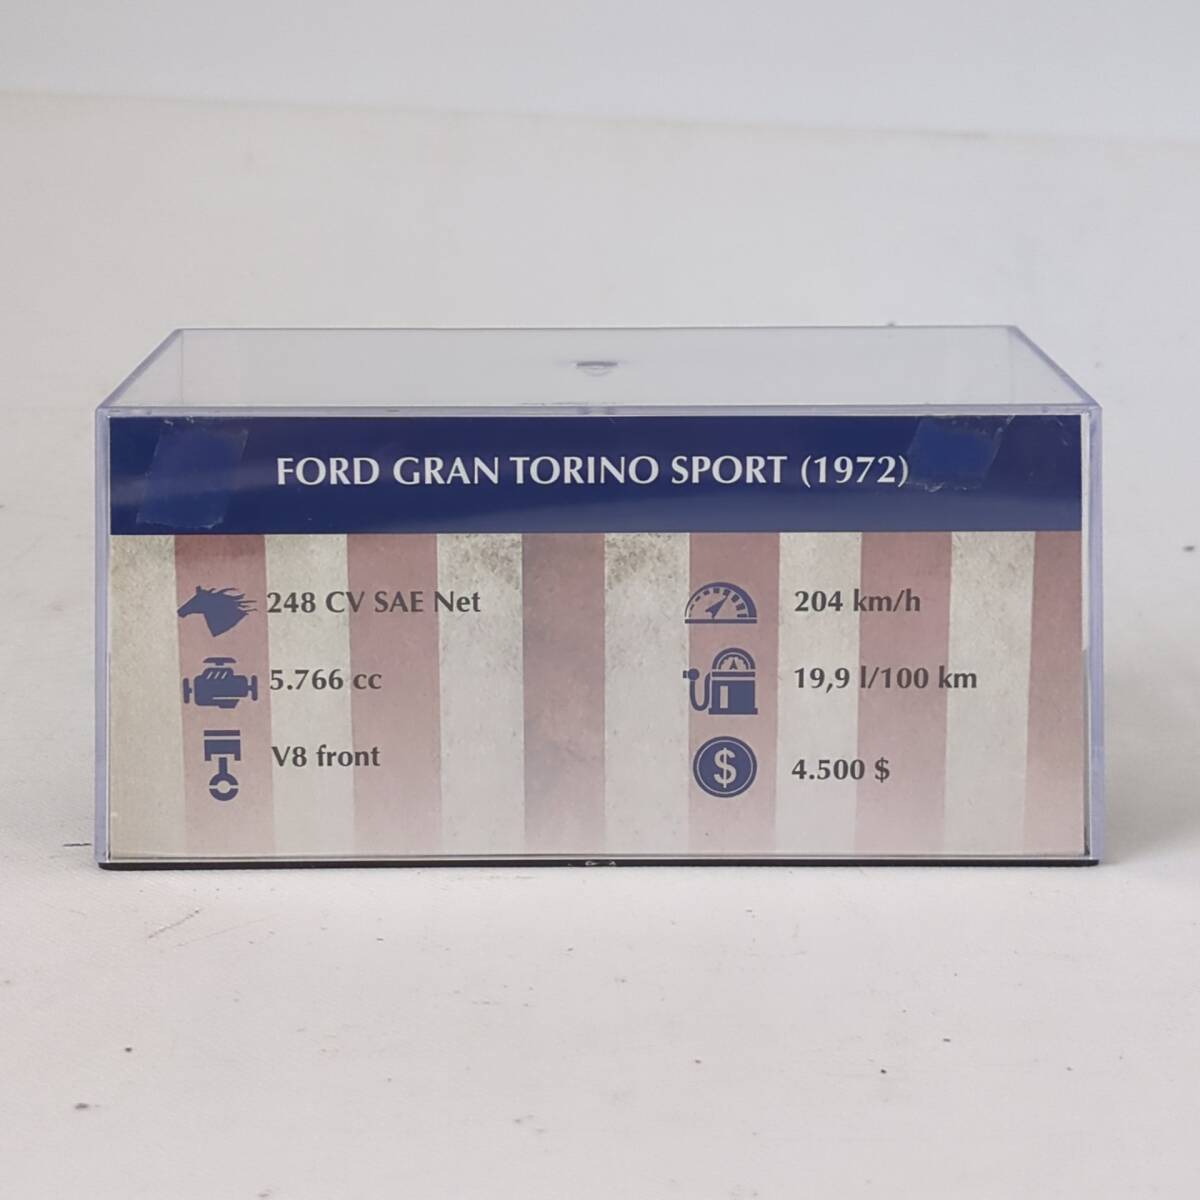 FORD GRAN TORINO SPORT (1972)
248 CV SAE Net
5.766 cc
V8 front
204 km/h
19,9 l/100 km
$
4.500 $